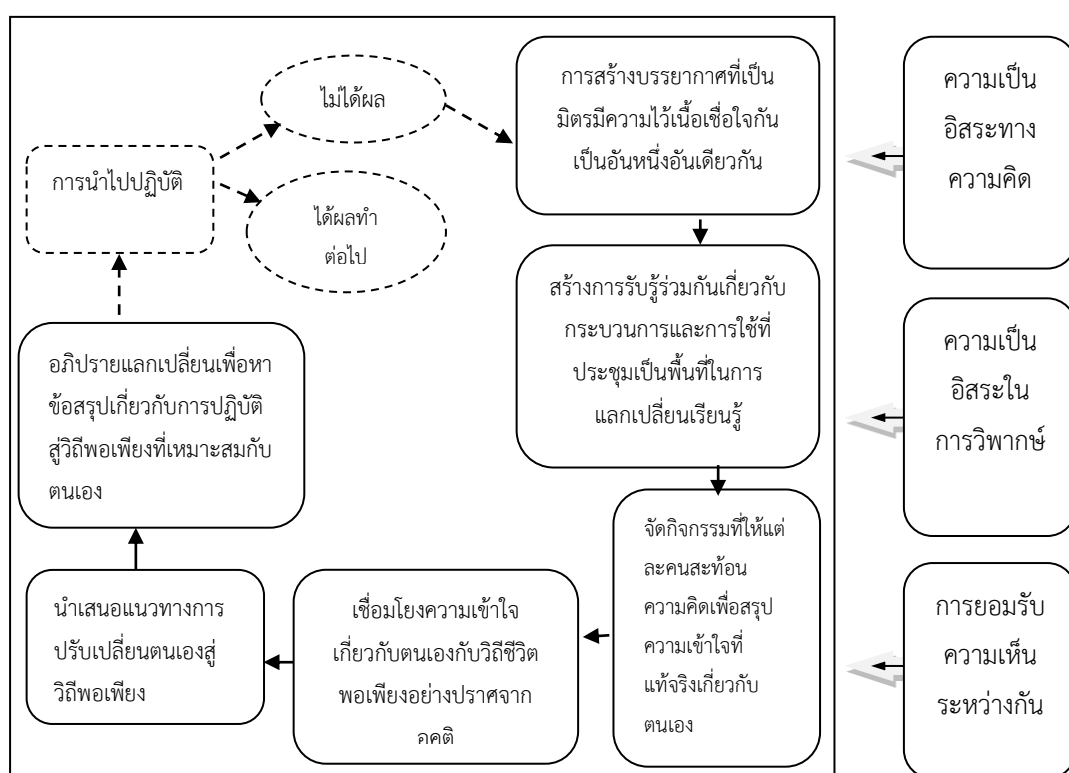 ไม่ได้ผล
การสร้างบรรยากาศที่เป็น
มิตรมีความไว้เนื้อเชื่อใจกัน
เป็นอันหนึ่งอันเดียวกัน
ความเป็น
อิสระทาง
ความคิด
การนำไปปฏิบัติ
ได้ผลทำ
ต่อไป
สร้างการรับรู้ร่วมกันเกี่ยวกับ
กระบวนการและการใช้ที่
ประชุมเป็นพื้นที่ในการ
แลกเปลี่ยนเรียนรู้
ความเป็น
อิสระใน
การวิพากษ์
อภิปรายแลกเปลี่ยนเพื่อหา
ข้อสรุปเกี่ยวกับการปฏิบัติ
สู่วิถีพอเพียงที่เหมาะสมกับ
ตนเอง
จัดกิจกรรมที่ให้แต่
ละคนสะท้อน
ความคิดเพื่อสรุป
ความเข้าใจที่
แท้จริงเกี่ยวกับ
ตนเอง
เชื่อมโยงความเข้าใจ
เกี่ยวกับตนเองกับวิถีชีวิต
พอเพียงอย่างปราศจาก
อคติ
นำเสนอแนวทางการ
ปรับเปลี่ยนตนเองสู่
วิถีพอเพียง
การยอมรับ
ความเห็น
ระหว่างกัน